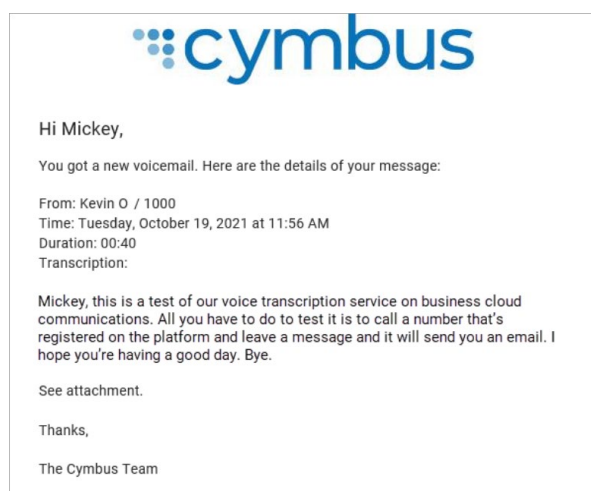 cymbus
Hi Mickey,
You got a new voicemail. Here are the details of your message:
From: Kevin O / 1000
Time: Tuesday, October 19, 2021 at 11:56 AM
Duration: 00:40
Transcription:
Mickey, this is a test of our voice transcription service on business cloud
communications. All you have to do to test it is to call a number that's
registered on the platform and leave a message and it will send you an email. I
hope you're having a good day. Bye.
See attachment.
Thanks,
The Cymbus Team